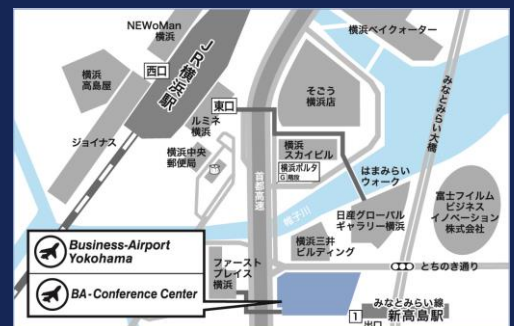 NEWoMan
横浜
横浜ベイクォーター
JR横浜駅
西口
横浜
高島屋
東口
そごう
横浜店
みなとみらい大橋
ルミネ
横浜
ジョイナス
横浜中央
郵便局
横浜
スカイビル
横浜ポルタ
G階段
はまみらい
ウォーク
首都高速
帷子川
日産グローバル
ギャラリー横浜
富士フイルム
ビジネス
イノベーション
株式会社
Business-Airport
Yokohama
BA-Conference Center
ファースト
プレイス
横浜
横浜三井
ビルディング
とちのき通り
みなとみらい線
新高島駅
1
出口